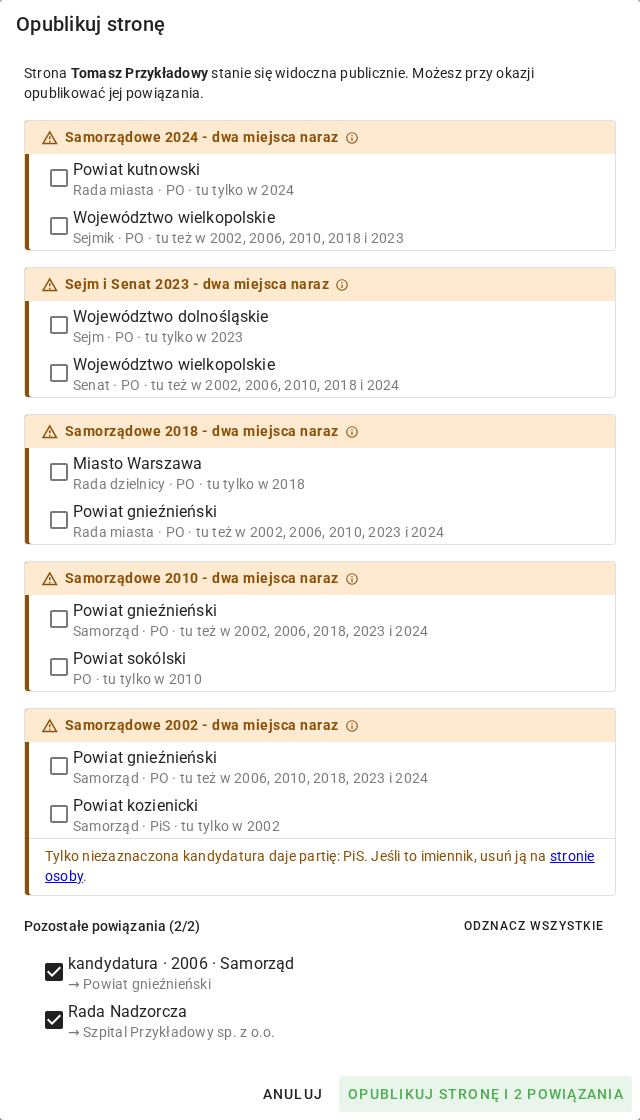 Opublikuj stronę
Strona Tomasz Przykładowy stanie się widoczna publicznie. Możesz przy okazji
opublikować jej powiązania.
Samorządowe 2024 - dwa miejsca naraz
Powiat kutnowski
Rada miasta · PO · tu tylko w 2024
Województwo wielkopolskie
Sejmik · PO · tu też w 2002, 2006, 2010, 2018 i 2023
Sejm i Senat 2023 - dwa miejsca naraz
Województwo dolnośląskie
Sejm · PO · tu tylko w 2023
Województwo wielkopolskie
Senat · PO · tu też w 2002, 2006, 2010, 2018 i 2024
Samorządowe 2018 - dwa miejsca naraz
Miasto Warszawa
Rada dzielnicy · PO · tu tylko w 2018
Powiat gnieźnieński
Rada miasta · PO · tu też w 2002, 2006, 2010, 2023 i 2024
Samorządowe 2010 - dwa miejsca naraz
Powiat gnieźnieński
Samorząd · PO · tu też w 2002, 2006, 2018, 2023 i 2024
Powiat sokólski
PO · tu tylko w 2010
Samorządowe 2002 - dwa miejsca naraz
Powiat gnieźnieński
Samorząd · PO · tu też w 2006, 2010, 2018, 2023 i 2024
Powiat kozienicki
Samorząd · PiS · tu tylko w 2002
Tylko niezaznaczona kandydatura daje partię: PiS. Jeśli to imiennik, usuń ją na stronie
osoby.
Pozostałe powiązania (2/2)
ODZNACZ WSZYSTKIE
kandydatura · 2006 · Samorząd
→ Powiat gnieźnieński
Rada Nadzorcza
→ Szpital Przykładowy sp. z o.o.
ANULUJ
OPUBLIKUJ STRONĘ I 2 POWIĄZANIA